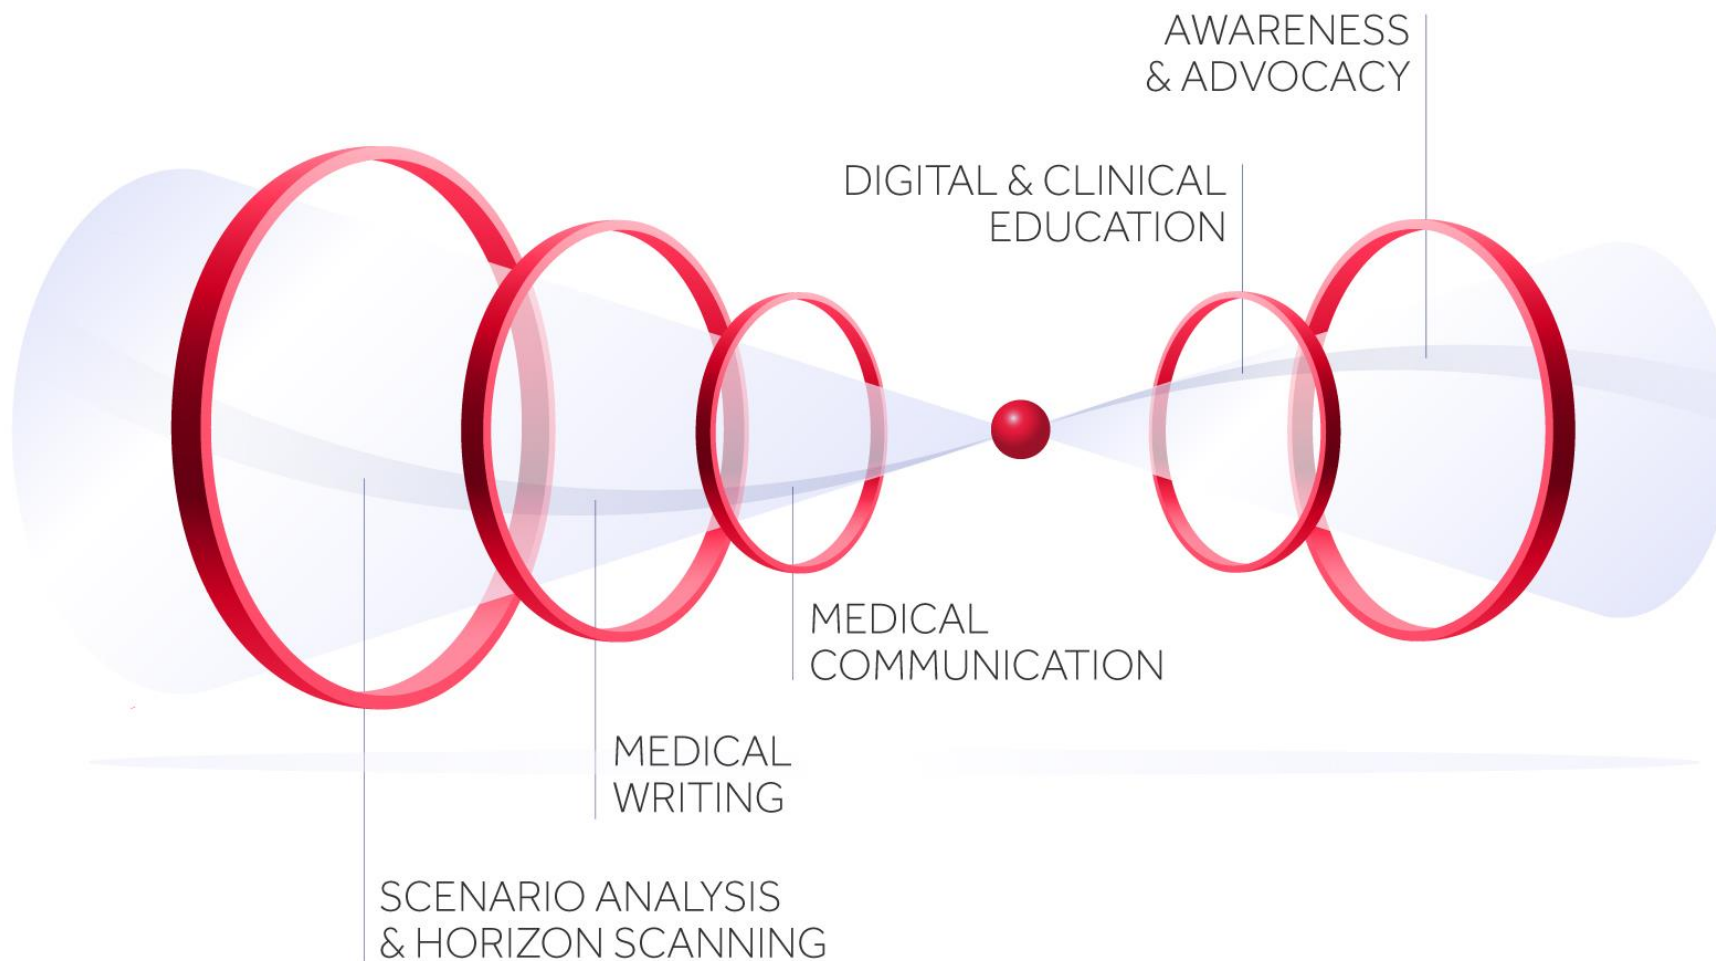 AWARENESS
& ADVOCACY
DIGITAL & CLINICAL
EDUCATION
MEDICAL
COMMUNICATION
MEDICAL
WRITING
SCENARIO ANALYSIS
& HORIZON SCANNING